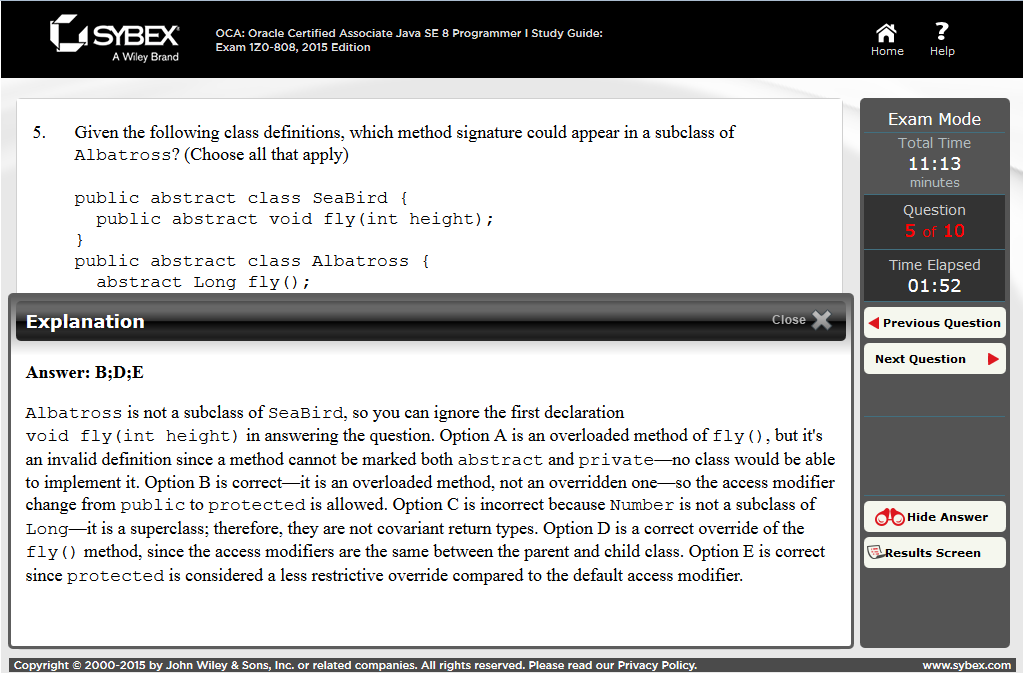 SYBEX
A Wiley Brand
OCA: Oracle Certified Associate Java SE 8 Programmer I Study Guide:
Exam 1Z0-808, 2015 Edition
Home
?
Help
5. Given the following class definitions, which method signature could appear in a subclass of
Albatross? (Choose all that apply)
public abstract class SeaBird {
public abstract void fly(int height);
}
public abstract class Albatross {
abstract Long fly();
Explanation
Close
Answer: B;D;E
Albatross is not a subclass of SeaBird, so you can ignore the first declaration
void fly(int height) in answering the question. Option A is an overloaded method of fly(), but it's
an invalid definition since a method cannot be marked both abstract and private—no class would be able
to implement it. Option B is correct—it is an overloaded method, not an overridden one—so the access modifier
change from public to protected is allowed. Option C is incorrect because Number is not a subclass of
Long—it is a superclass; therefore, they are not covariant return types. Option D is a correct override of the
fly() method, since the access modifiers are the same between the parent and child class. Option E is correct
since protected is considered a less restrictive override compared to the default access modifier.
Exam Mode
Total Time
11:13
minutes
Question
5 of 10
Time Elapsed
01:52
Previous Question
Next Question
Hide Answer
Results Screen
Copyright © 2000-2015 by John Wiley & Sons, Inc. or related companies. All rights reserved. Please read our Privacy Policy.
www.sybex.com